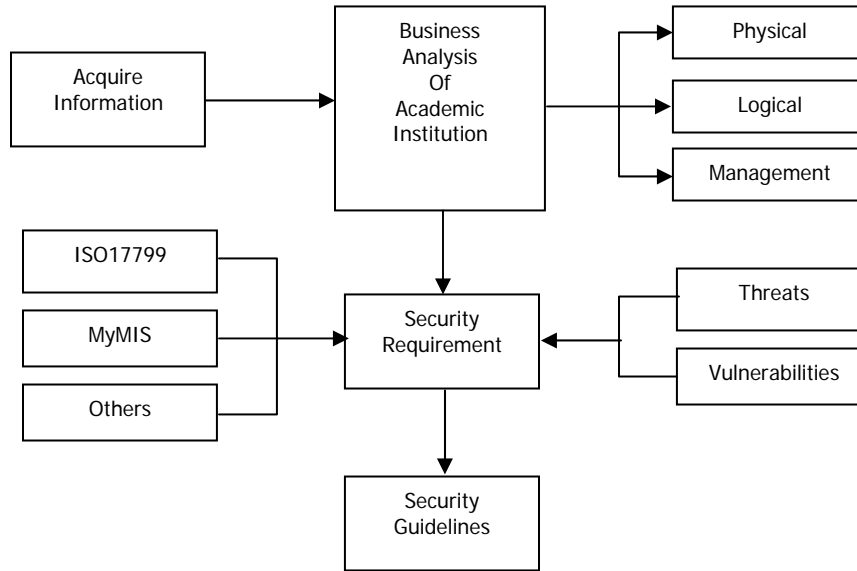 Acquire
Information
Business
Analysis
Of
Academic
Institution
Physical
Logical
Management
ISO17799
MyMIS
Others
Security
Requirement
Threats
Vulnerabilities
Security
Guidelines